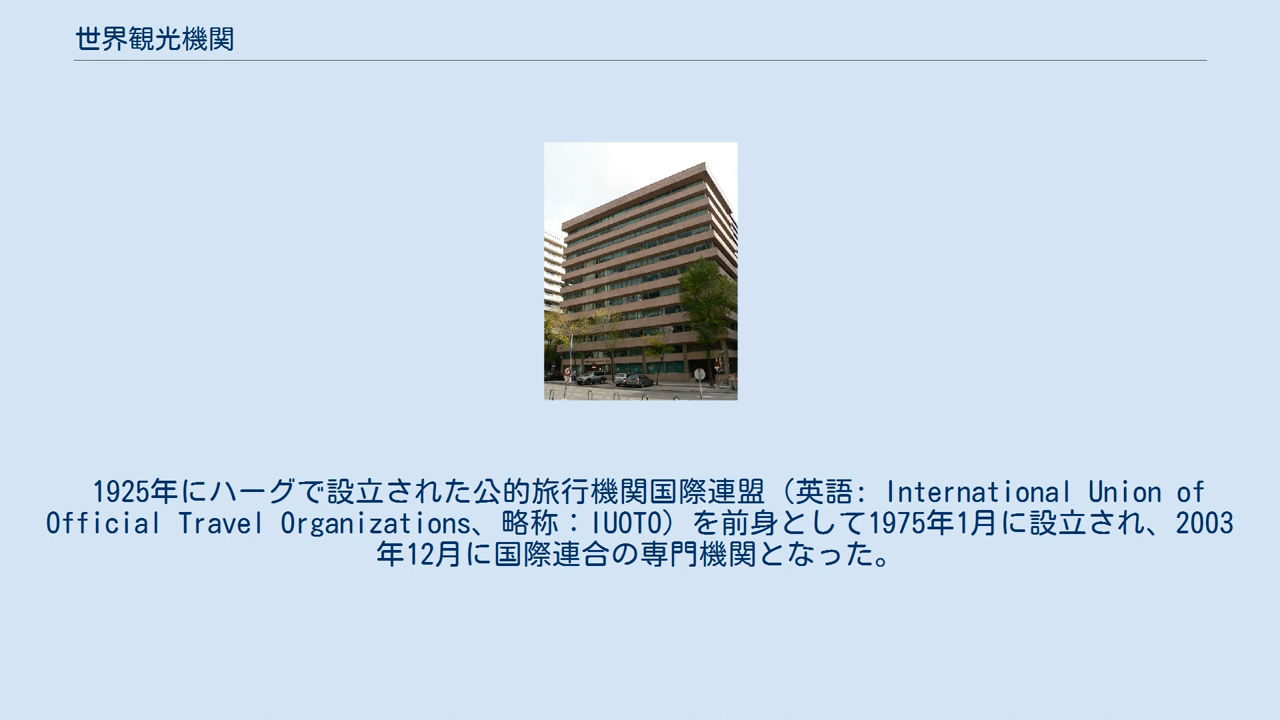 世界観光機関
1925年にハーグで設立された公的旅行機関国際連盟（英語: International Union of
Official Travel Organizations、略称：IUOTO）を前身として1975年1月に設立され、2003
年12月に国際連合の専門機関となった。